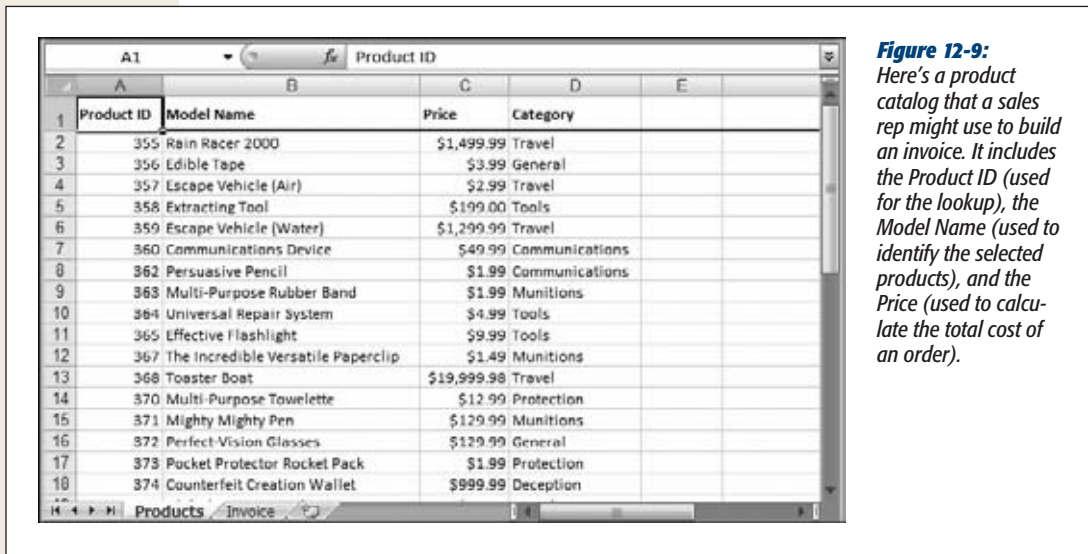 A1 fx Product ID
A B C D E
1 Product ID Model Name Price Category
2 355 Rain Racer 2000 $1,499.99 Travel
3 356 Edible Tape $3.99 General
4 357 Escape Vehicle (Air) $2.99 Travel
5 358 Extracting Tool $199.00 Tools
6 359 Escape Vehicle (Water) $1,299.99 Travel
7 360 Communications Device $49.99 Communications
8 362 Persuasive Pencil $1.99 Communications
9 363 Multi-Purpose Rubber Band $1.99 Munitions
10 364 Universal Repair System $4.99 Tools
11 365 Effective Flashlight $9.99 Tools
12 367 The Incredible Versatile Paperclip $1.49 Munitions
13 368 Toaster Boat $19,999.98 Travel
14 370 Multi-Purpose Towelette $12.99 Protection
15 371 Mighty Mighty Pen $129.99 Munitions
16 372 Perfect-Vision Glasses $129.99 General
17 373 Pocket Protector Rocket Pack $1.99 Protection
18 374 Counterfeit Creation Wallet $999.99 Deception
Products Invoice
Figure 12-9:
Here's a product
catalog that a sales
rep might use to build
an invoice. It includes
the Product ID (used
for the lookup), the
Model Name (used to
identify the selected
products), and the
Price (used to calcu-
late the total cost of
an order).